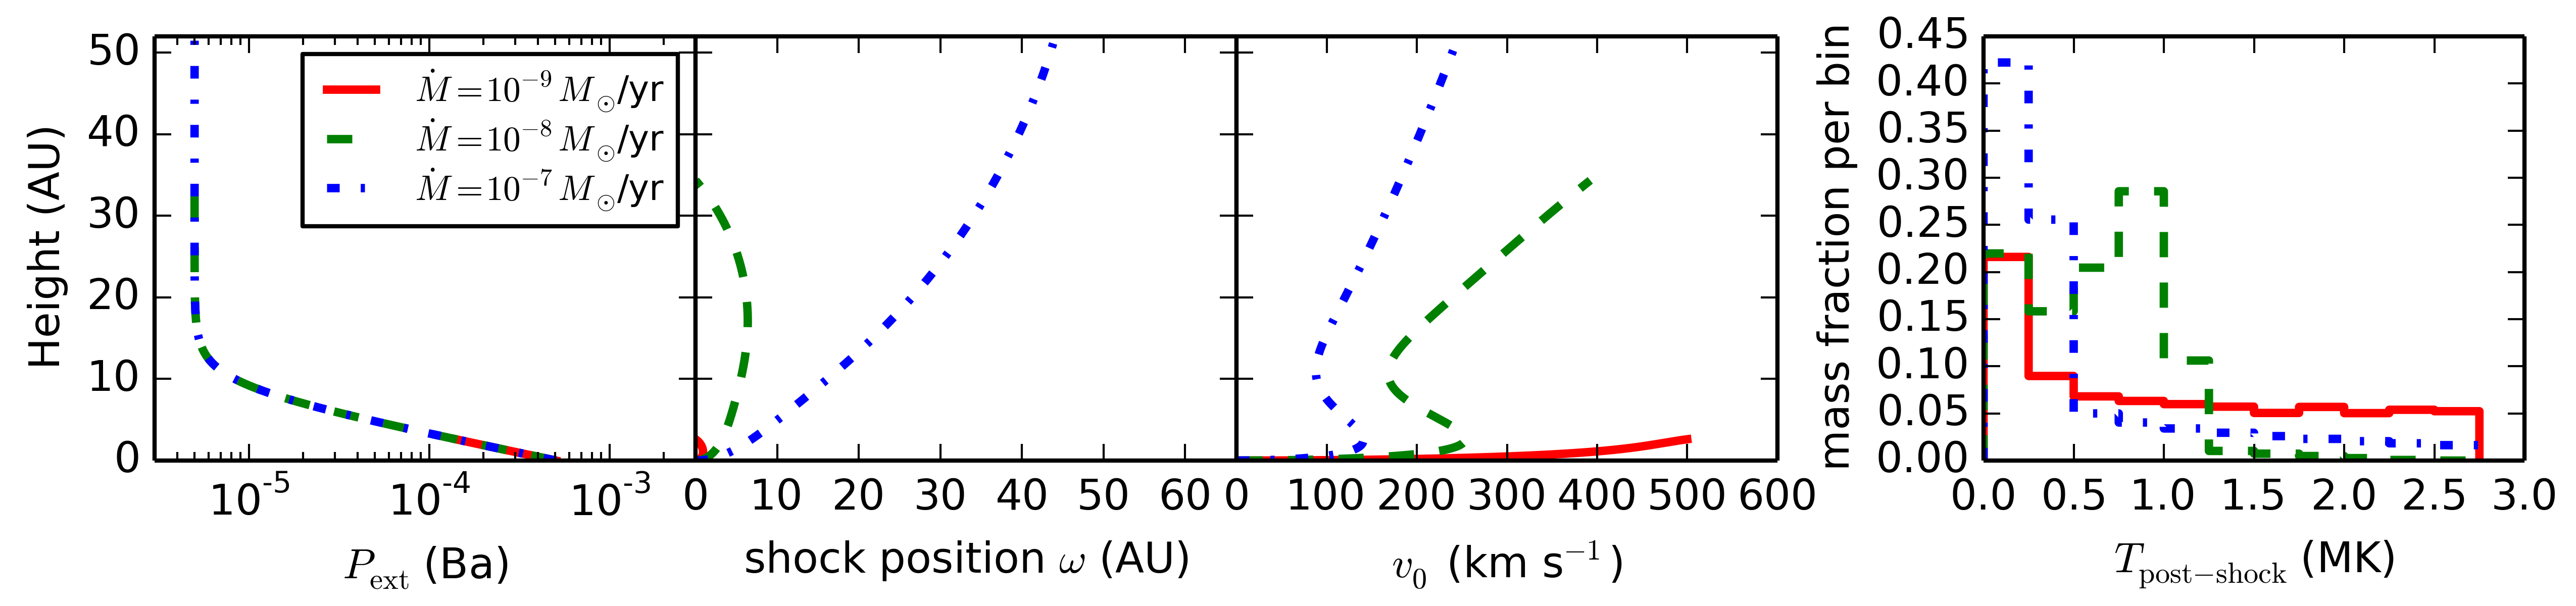 Height (AU)
50
40
30
20
10
0
Ṁ=10⁻⁹ M⊙/yr
Ṁ=10⁻⁸ M⊙/yr
Ṁ=10⁻⁷ M⊙/yr
10⁻⁵ 10⁻⁴ 10⁻³
P_ext (Ba)
0 10 20 30 40 50 60
shock position ω (AU)
0 100 200 300 400 500 600
v₀ (km s⁻¹)
mass fraction per bin
0.45
0.40
0.35
0.30
0.25
0.20
0.15
0.10
0.05
0.00
0.0 0.5 1.0 1.5 2.0 2.5 3.0
T_post−shock (MK)